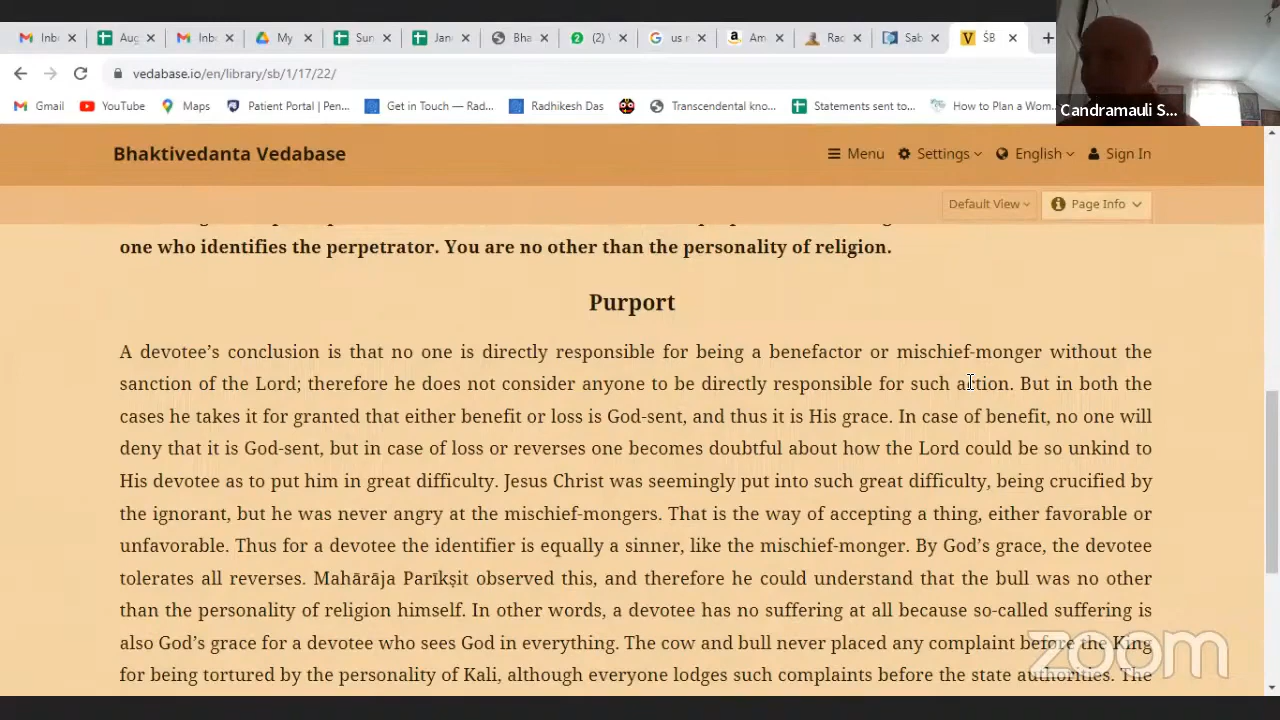 Inb
Aug
Inb
My
Sun
Jan
Bha
(2)
us r
Am
Rac
Sab
ŚB
vedabase.io/en/library/sb/1/17/22/
Candramauli S...
Gmail YouTube Maps Patient Portal | Pen... Get in Touch — Rad... Radhikesh Das Transcendental kno... Statements sent to... How to Plan a Wom...
Bhaktivedanta Vedabase Menu Settings English Sign In
Default View Page Info
one who identifies the perpetrator. You are no other than the personality of religion.
Purport
A devotee’s conclusion is that no one is directly responsible for being a benefactor or mischief-monger without the
sanction of the Lord; therefore he does not consider anyone to be directly responsible for such action. But in both the
cases he takes it for granted that either benefit or loss is God-sent, and thus it is His grace. In case of benefit, no one will
deny that it is God-sent, but in case of loss or reverses one becomes doubtful about how the Lord could be so unkind to
His devotee as to put him in great difficulty. Jesus Christ was seemingly put into such great difficulty, being crucified by
the ignorant, but he was never angry at the mischief-mongers. That is the way of accepting a thing, either favorable or
unfavorable. Thus for a devotee the identifier is equally a sinner, like the mischief-monger. By God’s grace, the devotee
tolerates all reverses. Mahārāja Parīkṣit observed this, and therefore he could understand that the bull was no other
than the personality of religion himself. In other words, a devotee has no suffering at all because so-called suffering is
also God’s grace for a devotee who sees God in everything. The cow and bull never placed any complaint before the King
for being tortured by the personality of Kali, although everyone lodges such complaints before the state authorities. The
zoom